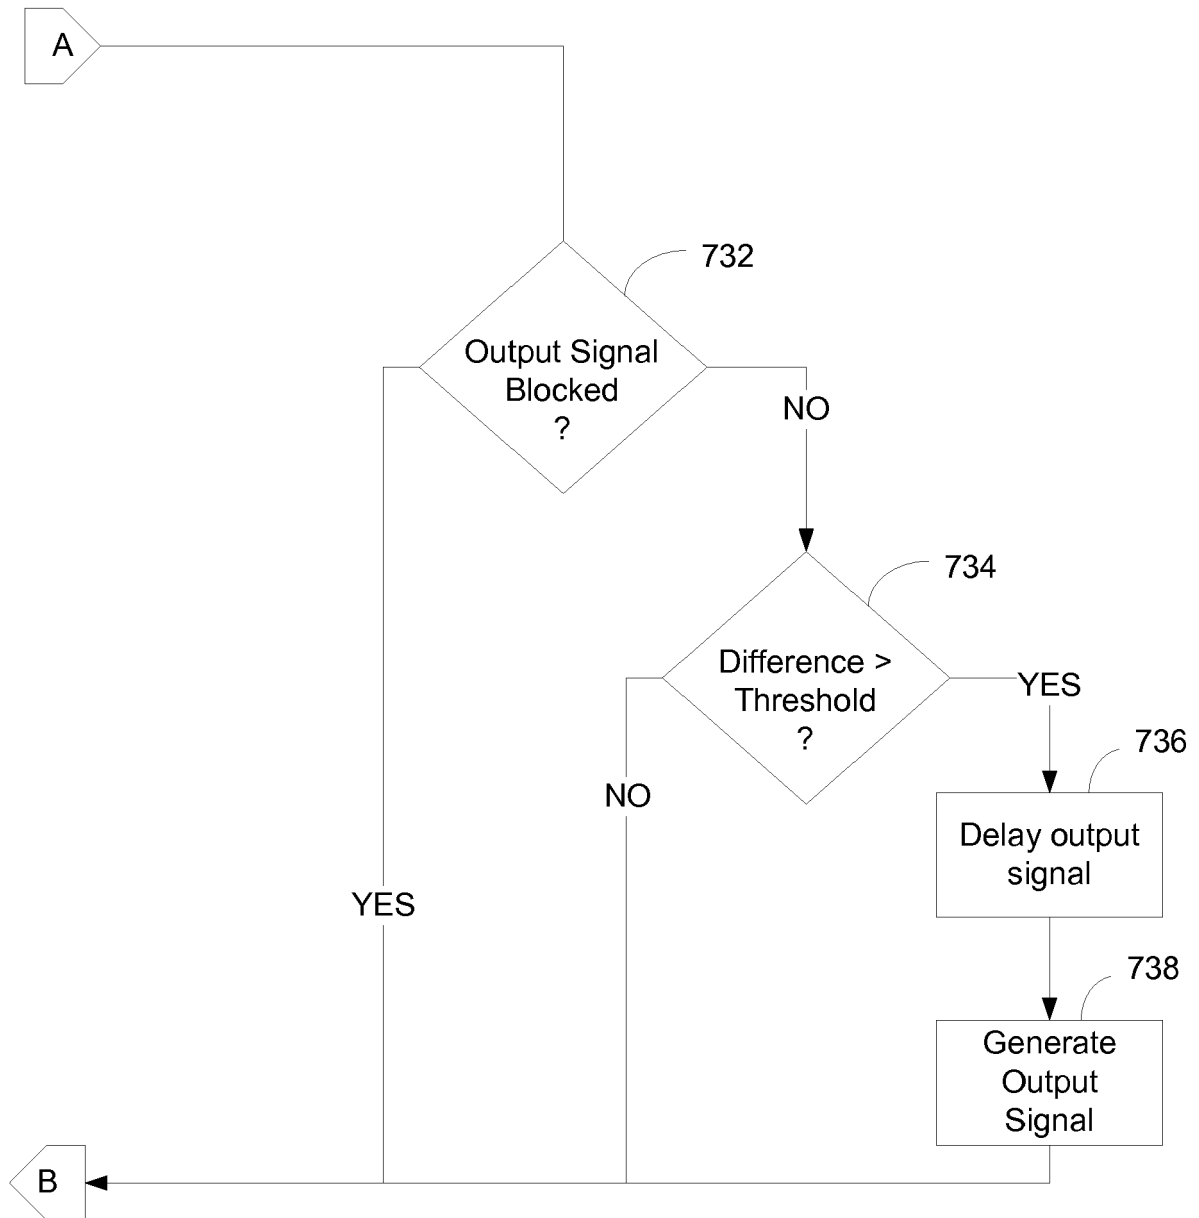 A
732
Output Signal
Blocked
?
NO
734
Difference >
Threshold
?
YES
736
NO
Delay output
signal
YES
738
Generate
Output
Signal
B